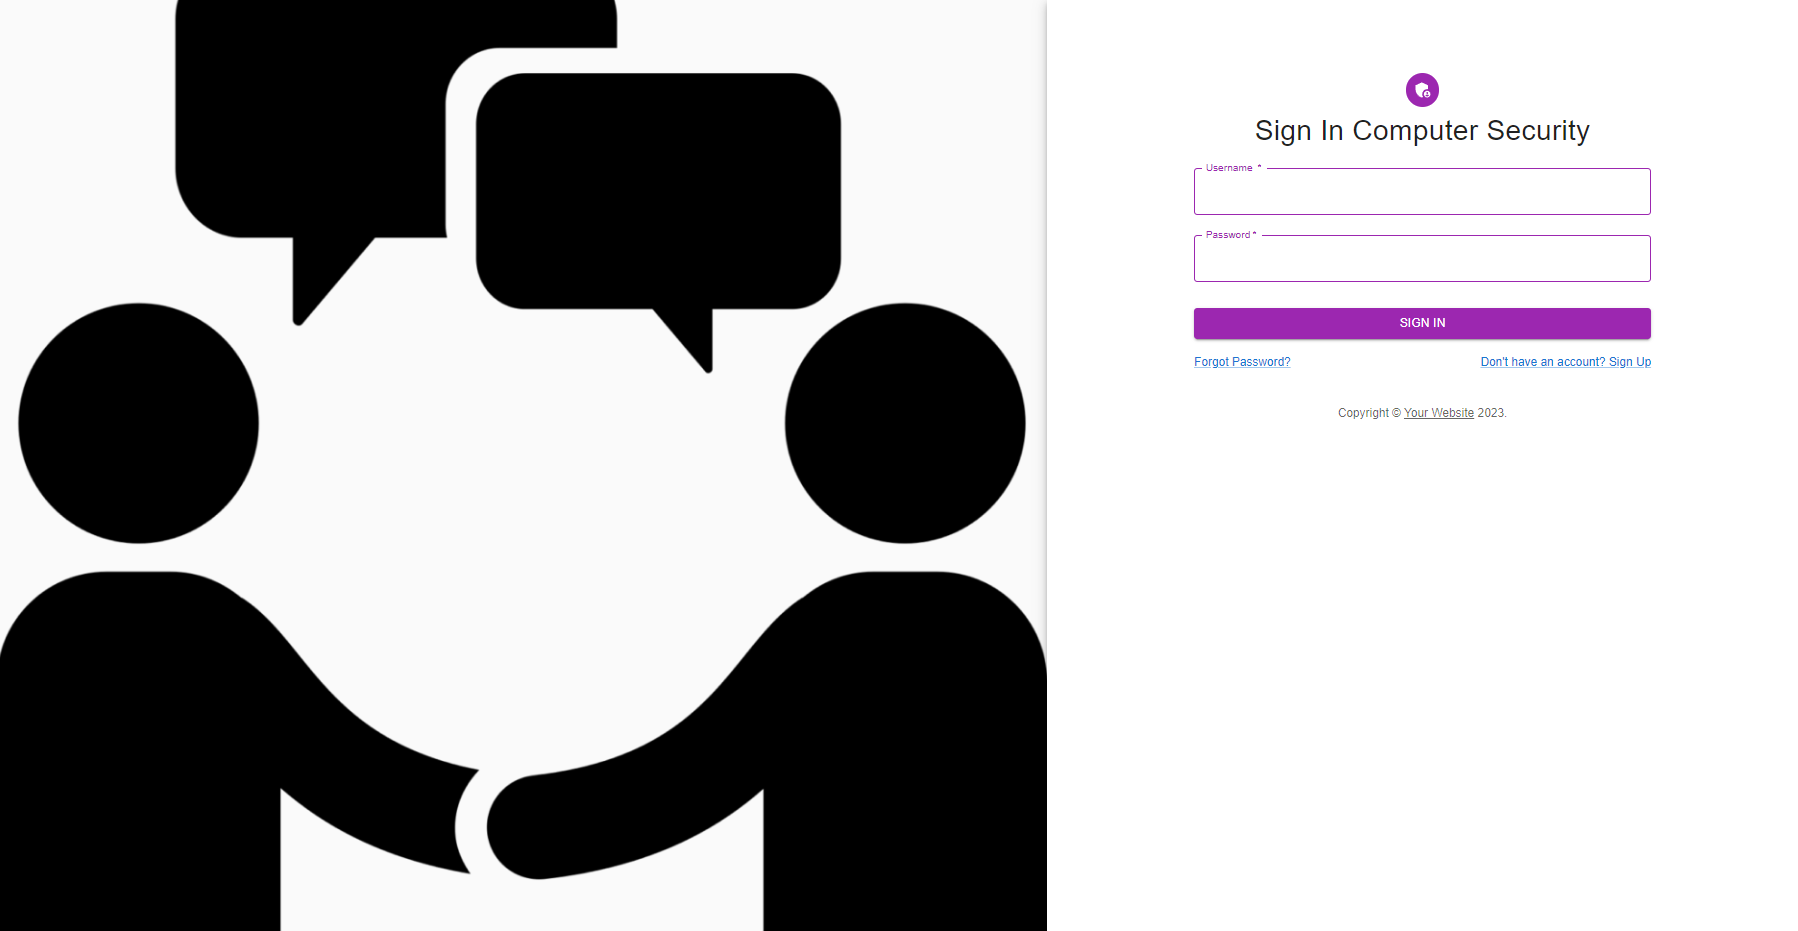 Sign In Computer Security
Username *
Password *
SIGN IN
Forgot Password? Don't have an account? Sign Up
Copyright © Your Website 2023.